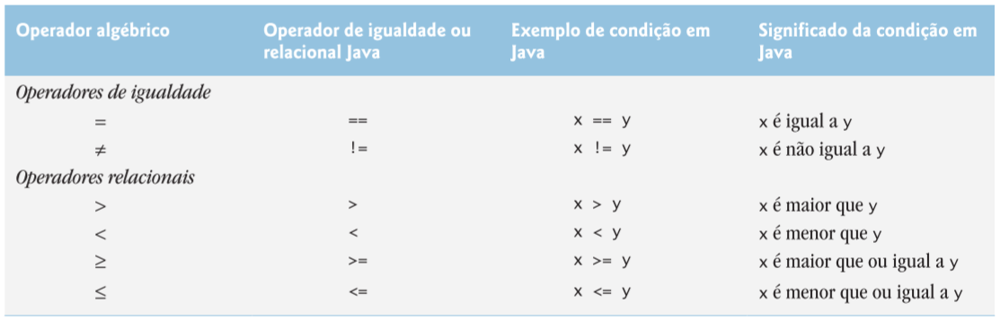 Operador algébrico Operador de igualdade ou relacional Java Exemplo de condição em Java Significado da condição em Java
Operadores de igualdade
= == x == y x é igual a y
≠ != x != y x é não igual a y
Operadores relacionais
> > x > y x é maior que y
< < x < y x é menor que y
≥ >= x >= y x é maior que ou igual a y
≤ <= x <= y x é menor que ou igual a y